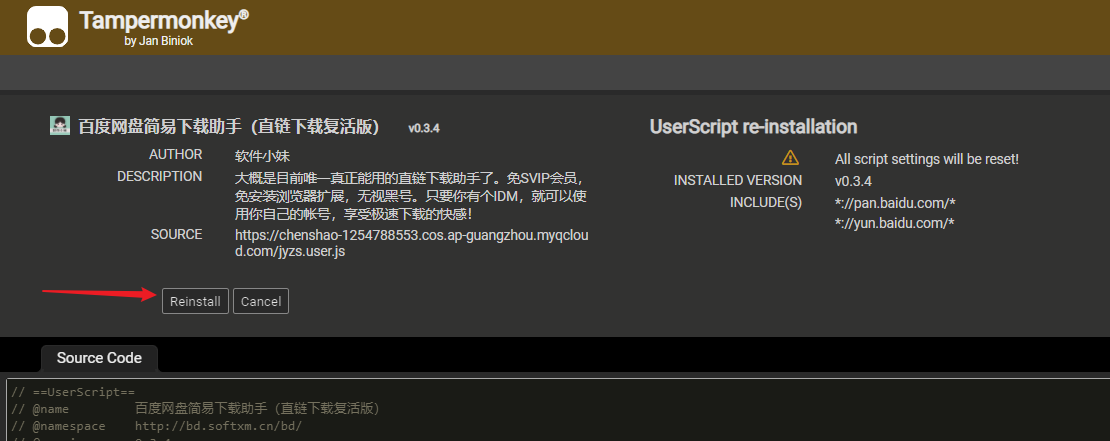 Tampermonkey®
by Jan Biniok
百度网盘简易下载助手（直链下载复活版） v0.3.4
AUTHOR 软件小妹
DESCRIPTION 大概是目前唯一真正能用的直链下载助手了。免SVIP会员，
免安装浏览器扩展，无视黑号。只要你有个IDM，就可以使
用你自己的帐号，享受极速下载的快感！
SOURCE https://chenshao-1254788553.cos.ap-guangzhou.myqclou
d.com/jyzs.user.js
UserScript re-installation
All script settings will be reset!
INSTALLED VERSION v0.3.4
INCLUDE(S) *://pan.baidu.com/*
*://yun.baidu.com/*
Reinstall Cancel
Source Code
// ==UserScript==
// @name 百度网盘简易下载助手（直链下载复活版）
// @namespace http://bd.softxm.cn/bd/